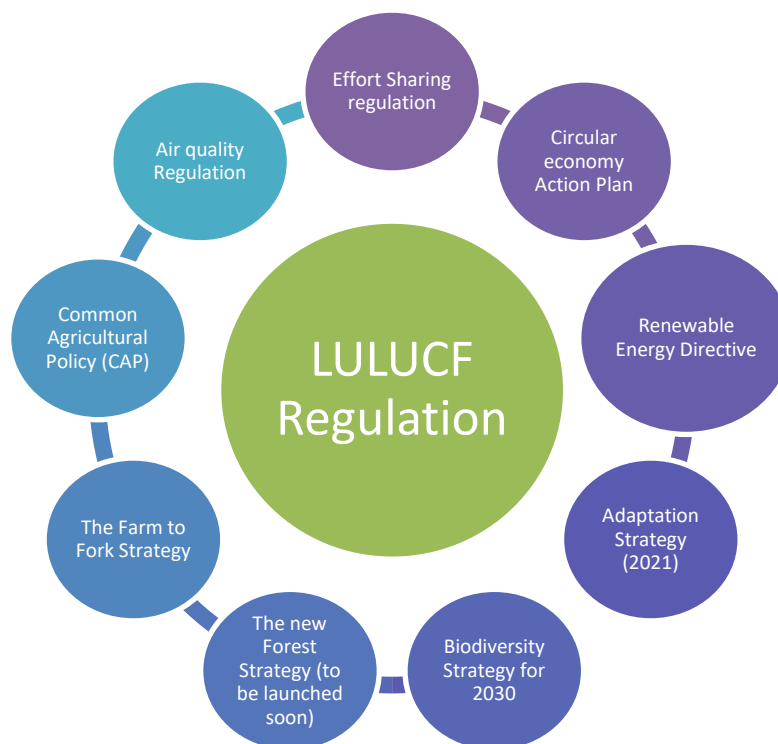 Effort Sharing
regulation
Circular
economy
Action Plan
Renewable
Energy Directive
Adaptation
Strategy
(2021)
Biodiversity
Strategy for
2030
The new
Forest
Strategy (to
be launched
soon)
The Farm to
Fork Strategy
Common
Agricultural
Policy (CAP)
Air quality
Regulation
LULUCF
Regulation